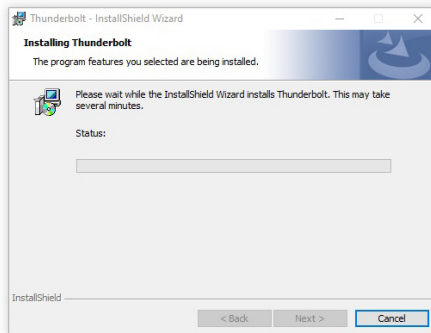 Thunderbolt - InstallShield Wizard
Installing Thunderbolt
The program features you selected are being installed.
Please wait while the InstallShield Wizard installs Thunderbolt. This may take
several minutes.
Status:
InstallShield
< Back Next > Cancel